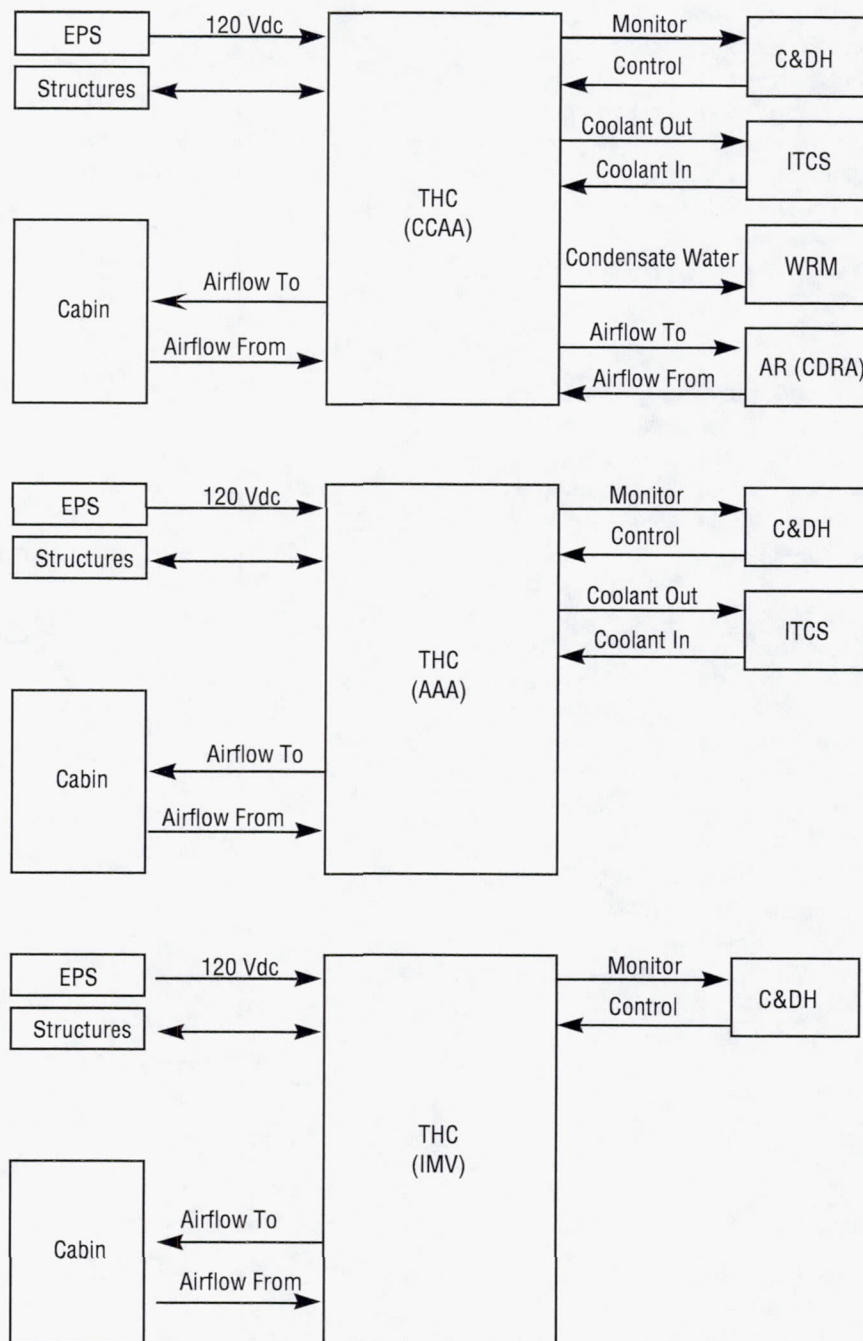 EPS
120 Vdc
Structures
THC
(CCAA)
Cabin
Airflow To
Airflow From
Monitor
Control
C&DH
Coolant Out
Coolant In
ITCS
Condensate Water
WRM
Airflow To
Airflow From
AR (CDRA)
EPS
120 Vdc
Structures
THC
(AAA)
Cabin
Airflow To
Airflow From
Monitor
Control
C&DH
Coolant Out
Coolant In
ITCS
EPS
120 Vdc
Structures
THC
(IMV)
Cabin
Airflow To
Airflow From
Monitor
Control
C&DH